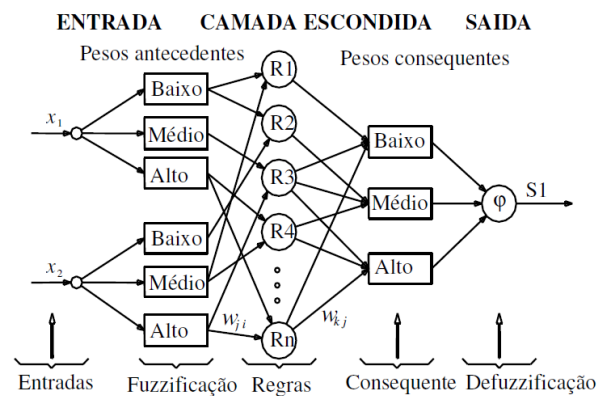 ENTRADA CAMADA ESCONDIDA SAIDA
Pesos antecedentes Pesos consequentes
x1
Baixo
Médio
Alto
x2
Baixo
Médio
Alto
R1
R2
R3
R4
Rn
wji
wkj
Baixo
Médio
Alto
φ
S1
Entradas Fuzzificação Regras Consequente Defuzzificação